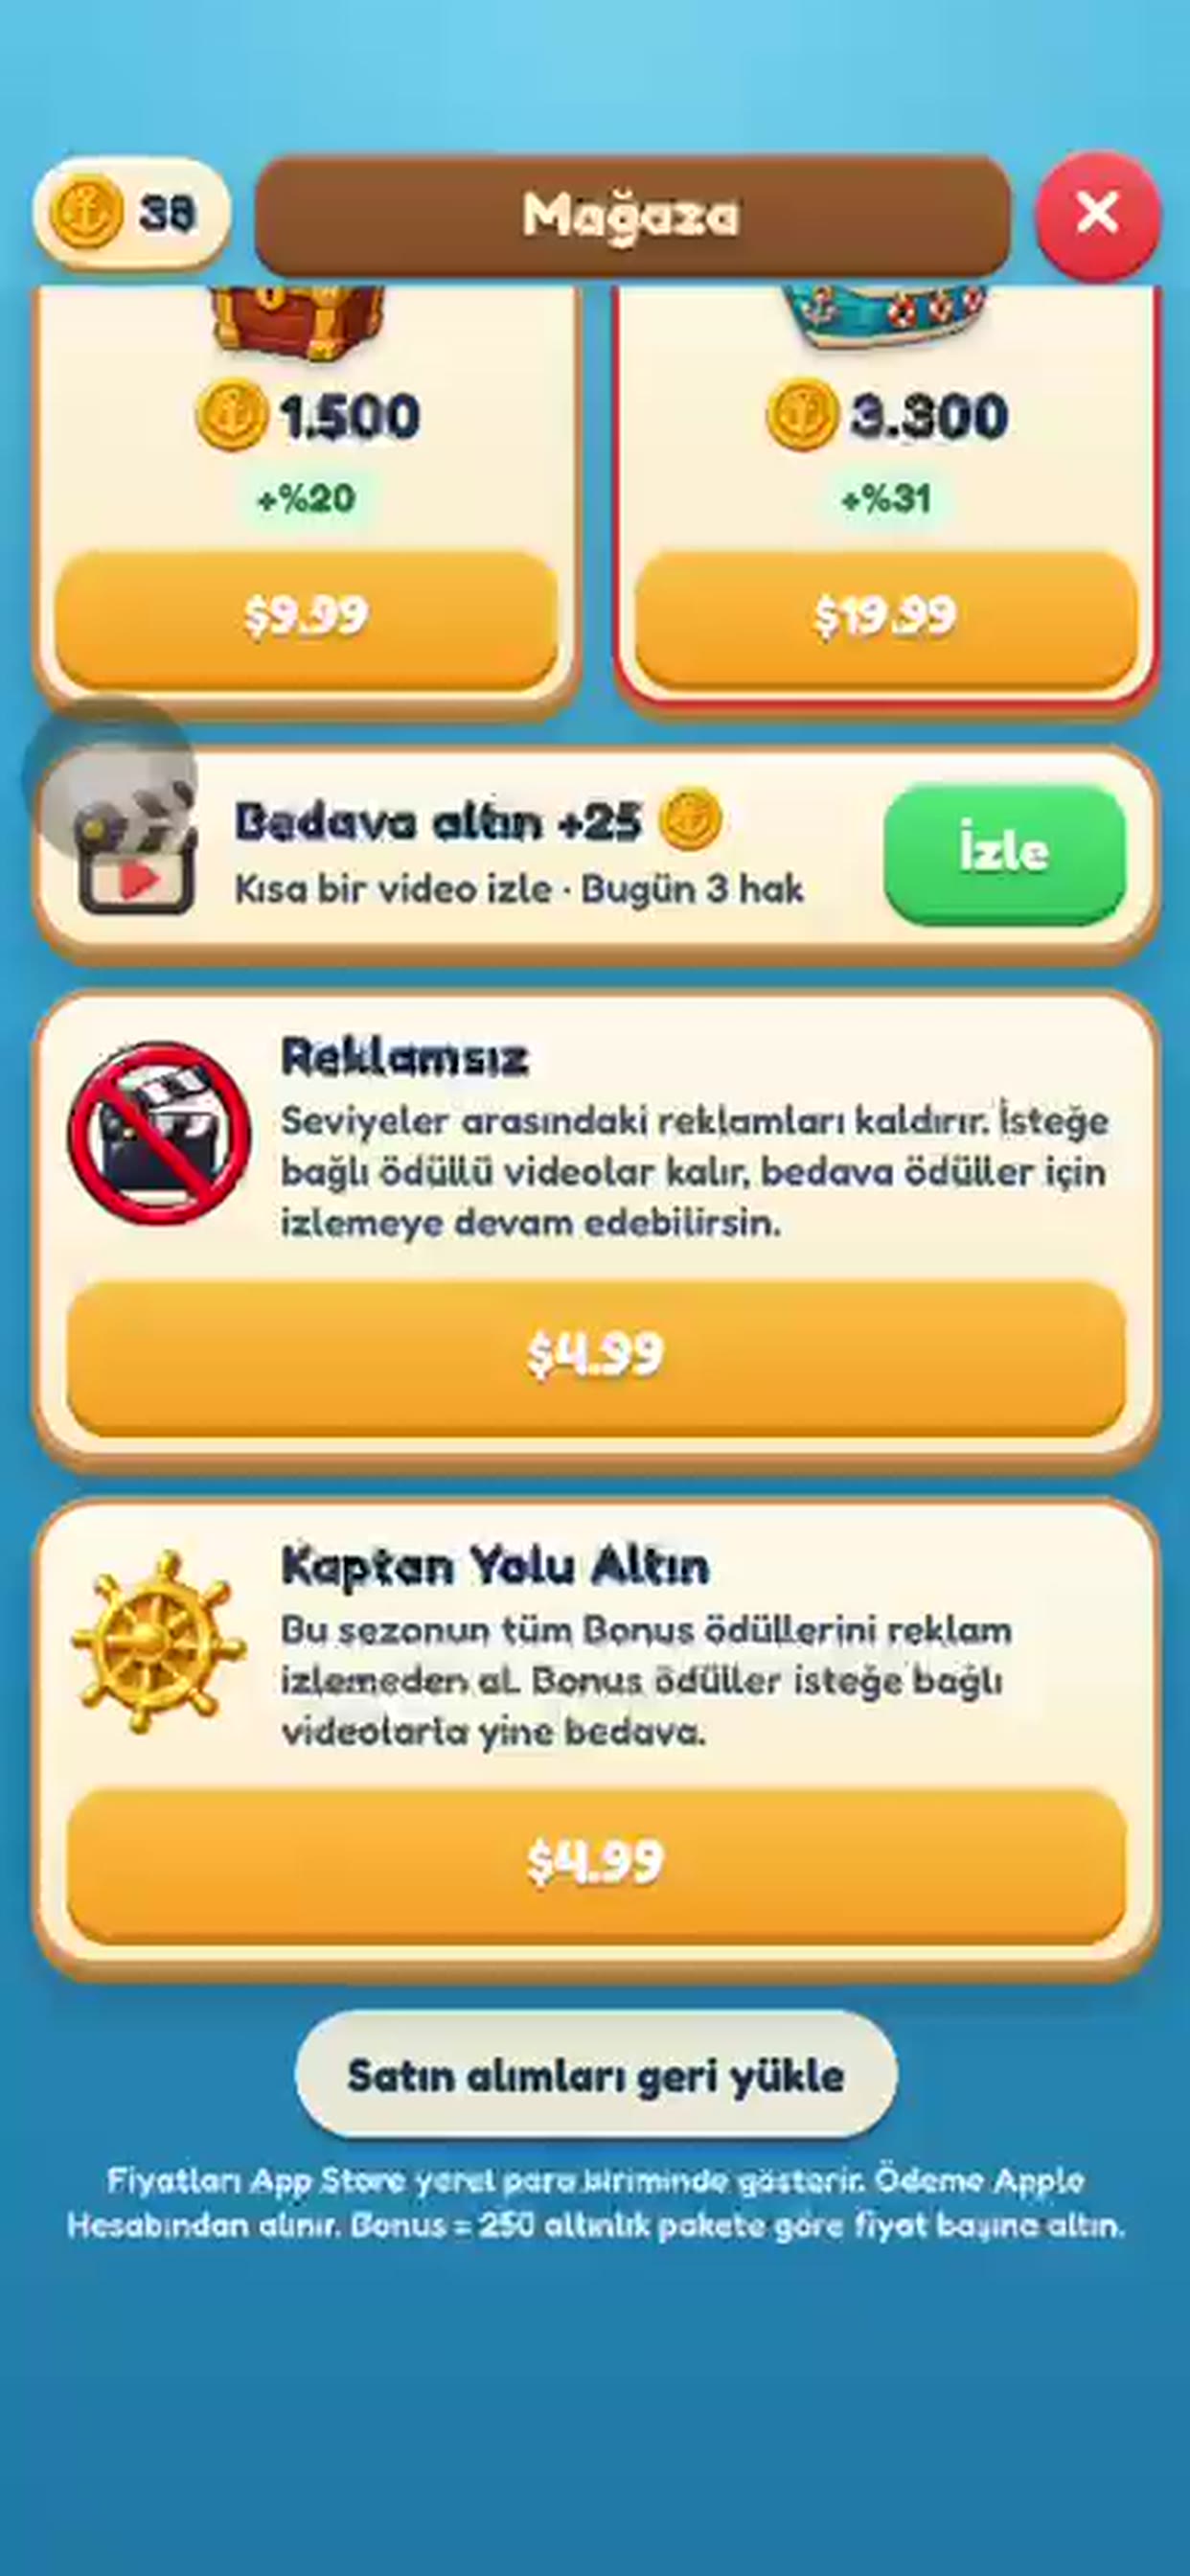 38
Mağaza
1.500
3.300
+%20
+%31
$9.99
$19.99
Bedava altın +25
Kısa bir video izle · Bugün 3 hak
İzle
Reklamsız
Seviyeler arasındaki reklamları kaldırır. İsteğe
bağlı ödüllü videolar kalır, bedava ödüller için
izlemeye devam edebilirsin.
$4.99
Kaptan Yolu Altın
Bu sezonun tüm Bonus ödüllerini reklam
izlemeden al. Bonus ödüller isteğe bağlı
videolarla yine bedava.
$4.99
Satın alımları geri yükle
Fiyatları App Store yerel para biriminde gösterir. Ödeme Apple
Hesabından alınır. Bonus = 250 altınlık pakete göre fiyat başına altın.